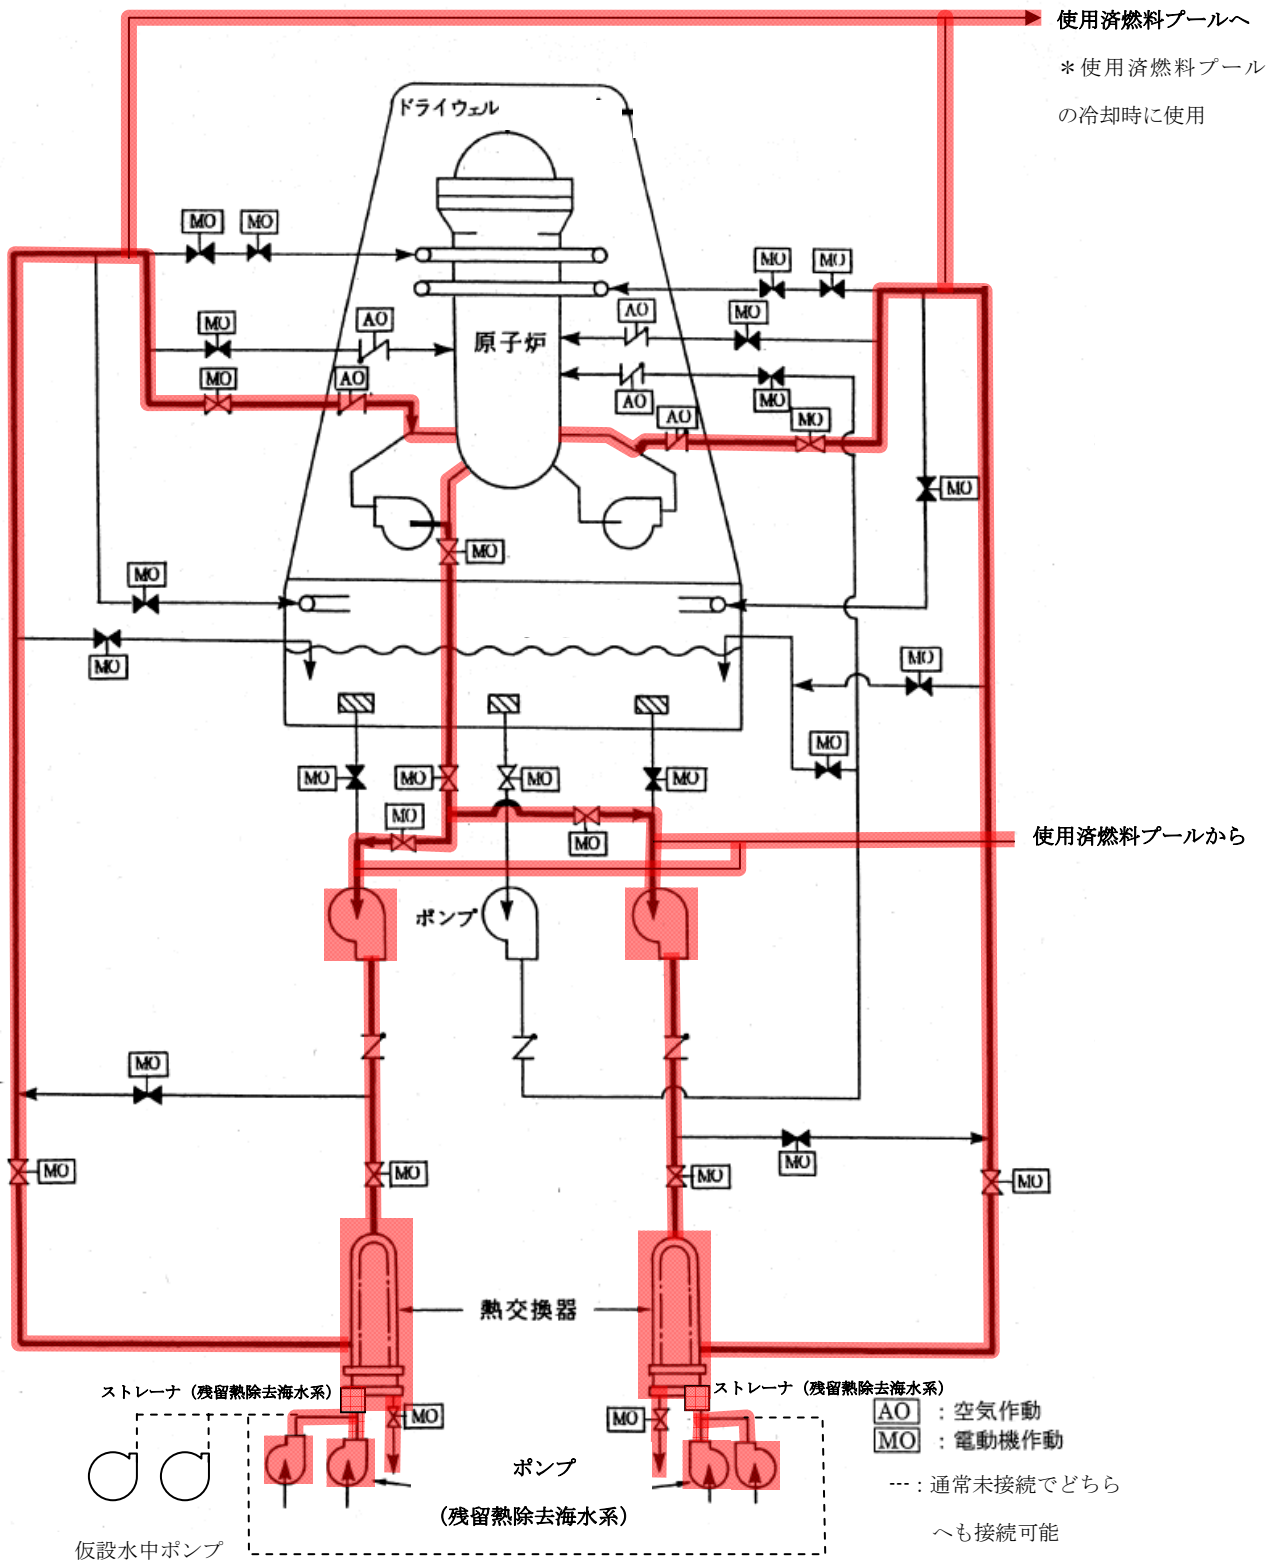 使用済燃料プールへ
＊使用済燃料プール
の冷却時に使用
ドライウェル
MO
MO
MO
MO
AO
AO
MO
MO
原子炉
AO
MO
AO
MO
AO
MO
MO
MO
MO
MO
MO
MO
MO
MO
MO
MO
MO
MO
MO
使用済燃料プールから
ポンプ
MO
MO
MO
MO
MO
MO
熱交換器
ストレーナ（残留熱除去海水系）
ストレーナ（残留熱除去海水系）
MO
MO
AO ：空気作動
MO ：電動機作動
ポンプ
（残留熱除去海水系）
---：通常未接続でどちら
へも接続可能
仮設水中ポンプ